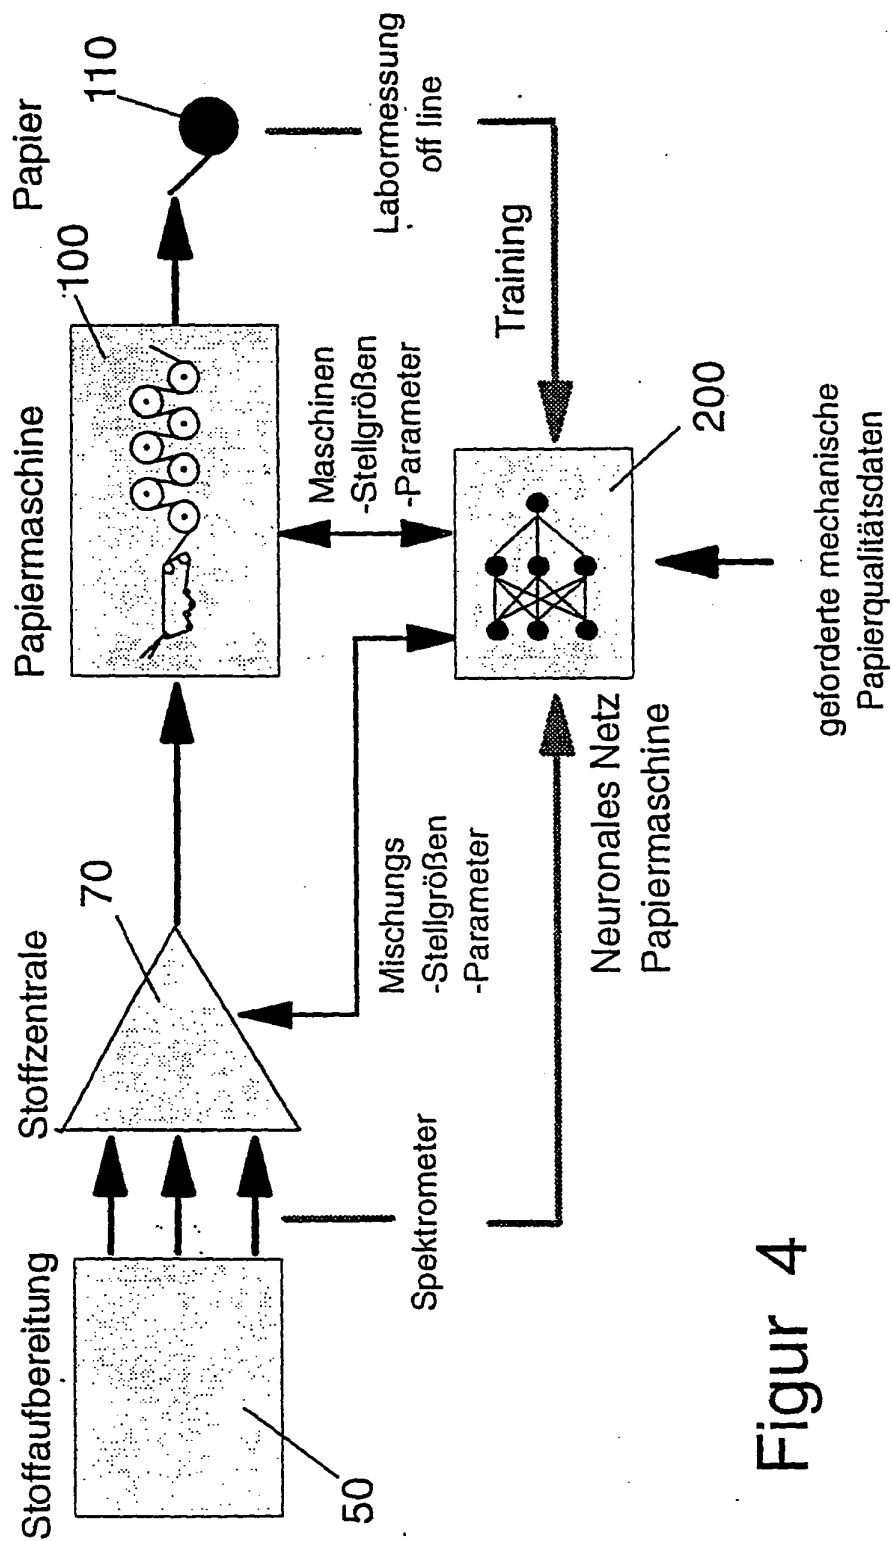 Stoffaufbereitung
Stoffzentrale
Papiermaschine
Papier
50
70
100
110
Spektrometer
Mischungs
-Stellgrößen
-Parameter
Maschinen
-Stellgrößen
-Parameter
Labormessung
off line
Training
200
Neuronales Netz
Papiermaschine
geforderte mechanische
Papierqualitätsdaten
Figur 4